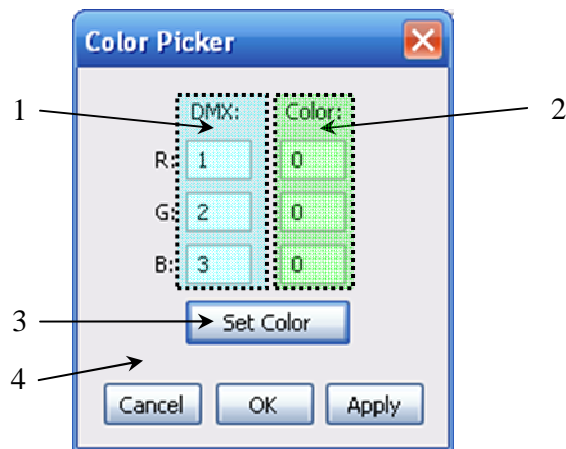 Color Picker
1 DMX: Color: 2
R: 1 0
G: 2 0
B: 3 0
3 Set Color
4
Cancel OK Apply